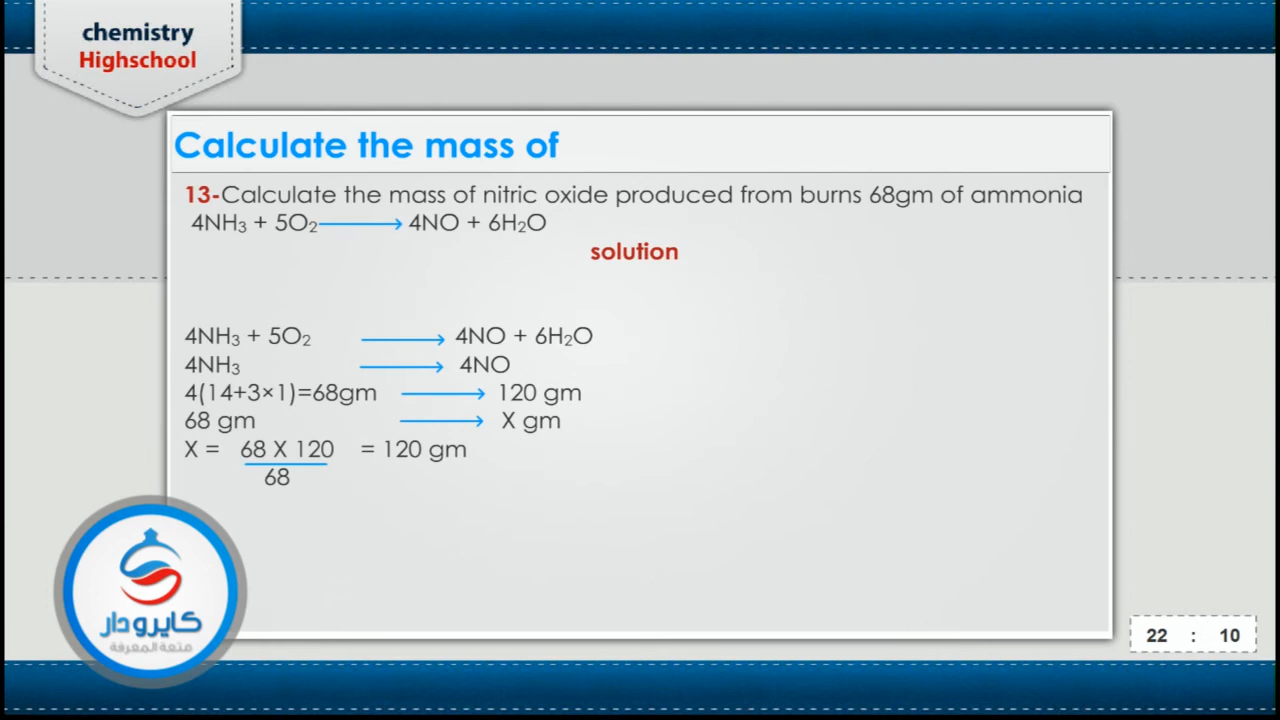 chemistry
Highschool
Calculate the mass of
13-Calculate the mass of nitric oxide produced from burns 68gm of ammonia
4NH₃ + 5O₂ ⟶ 4NO + 6H₂O
solution
4NH₃ + 5O₂ ⟶ 4NO + 6H₂O
4NH₃ ⟶ 4NO
4(14+3×1)=68gm ⟶ 120 gm
68 gm ⟶ X gm
X = 68 X 120 = 120 gm
68
كايرودار
متعة المعرفة
22 : 10